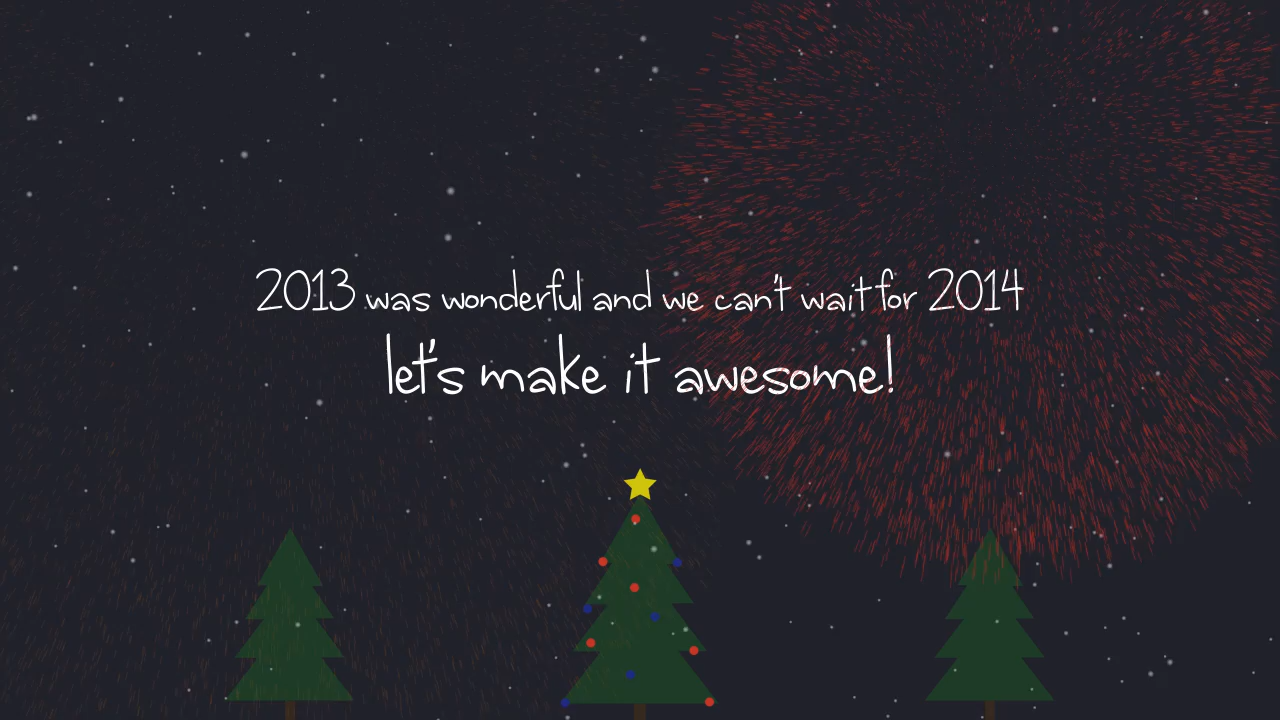 2013 was wonderful and we can't wait for 2014
let's make it awesome!